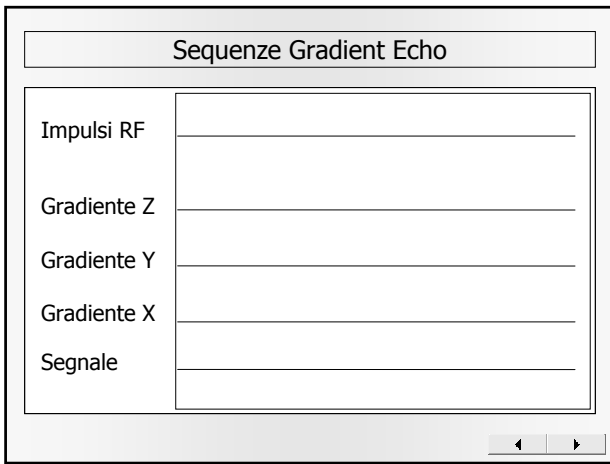 Sequenze Gradient Echo
Impulsi RF
Gradiente Z
Gradiente Y
Gradiente X
Segnale